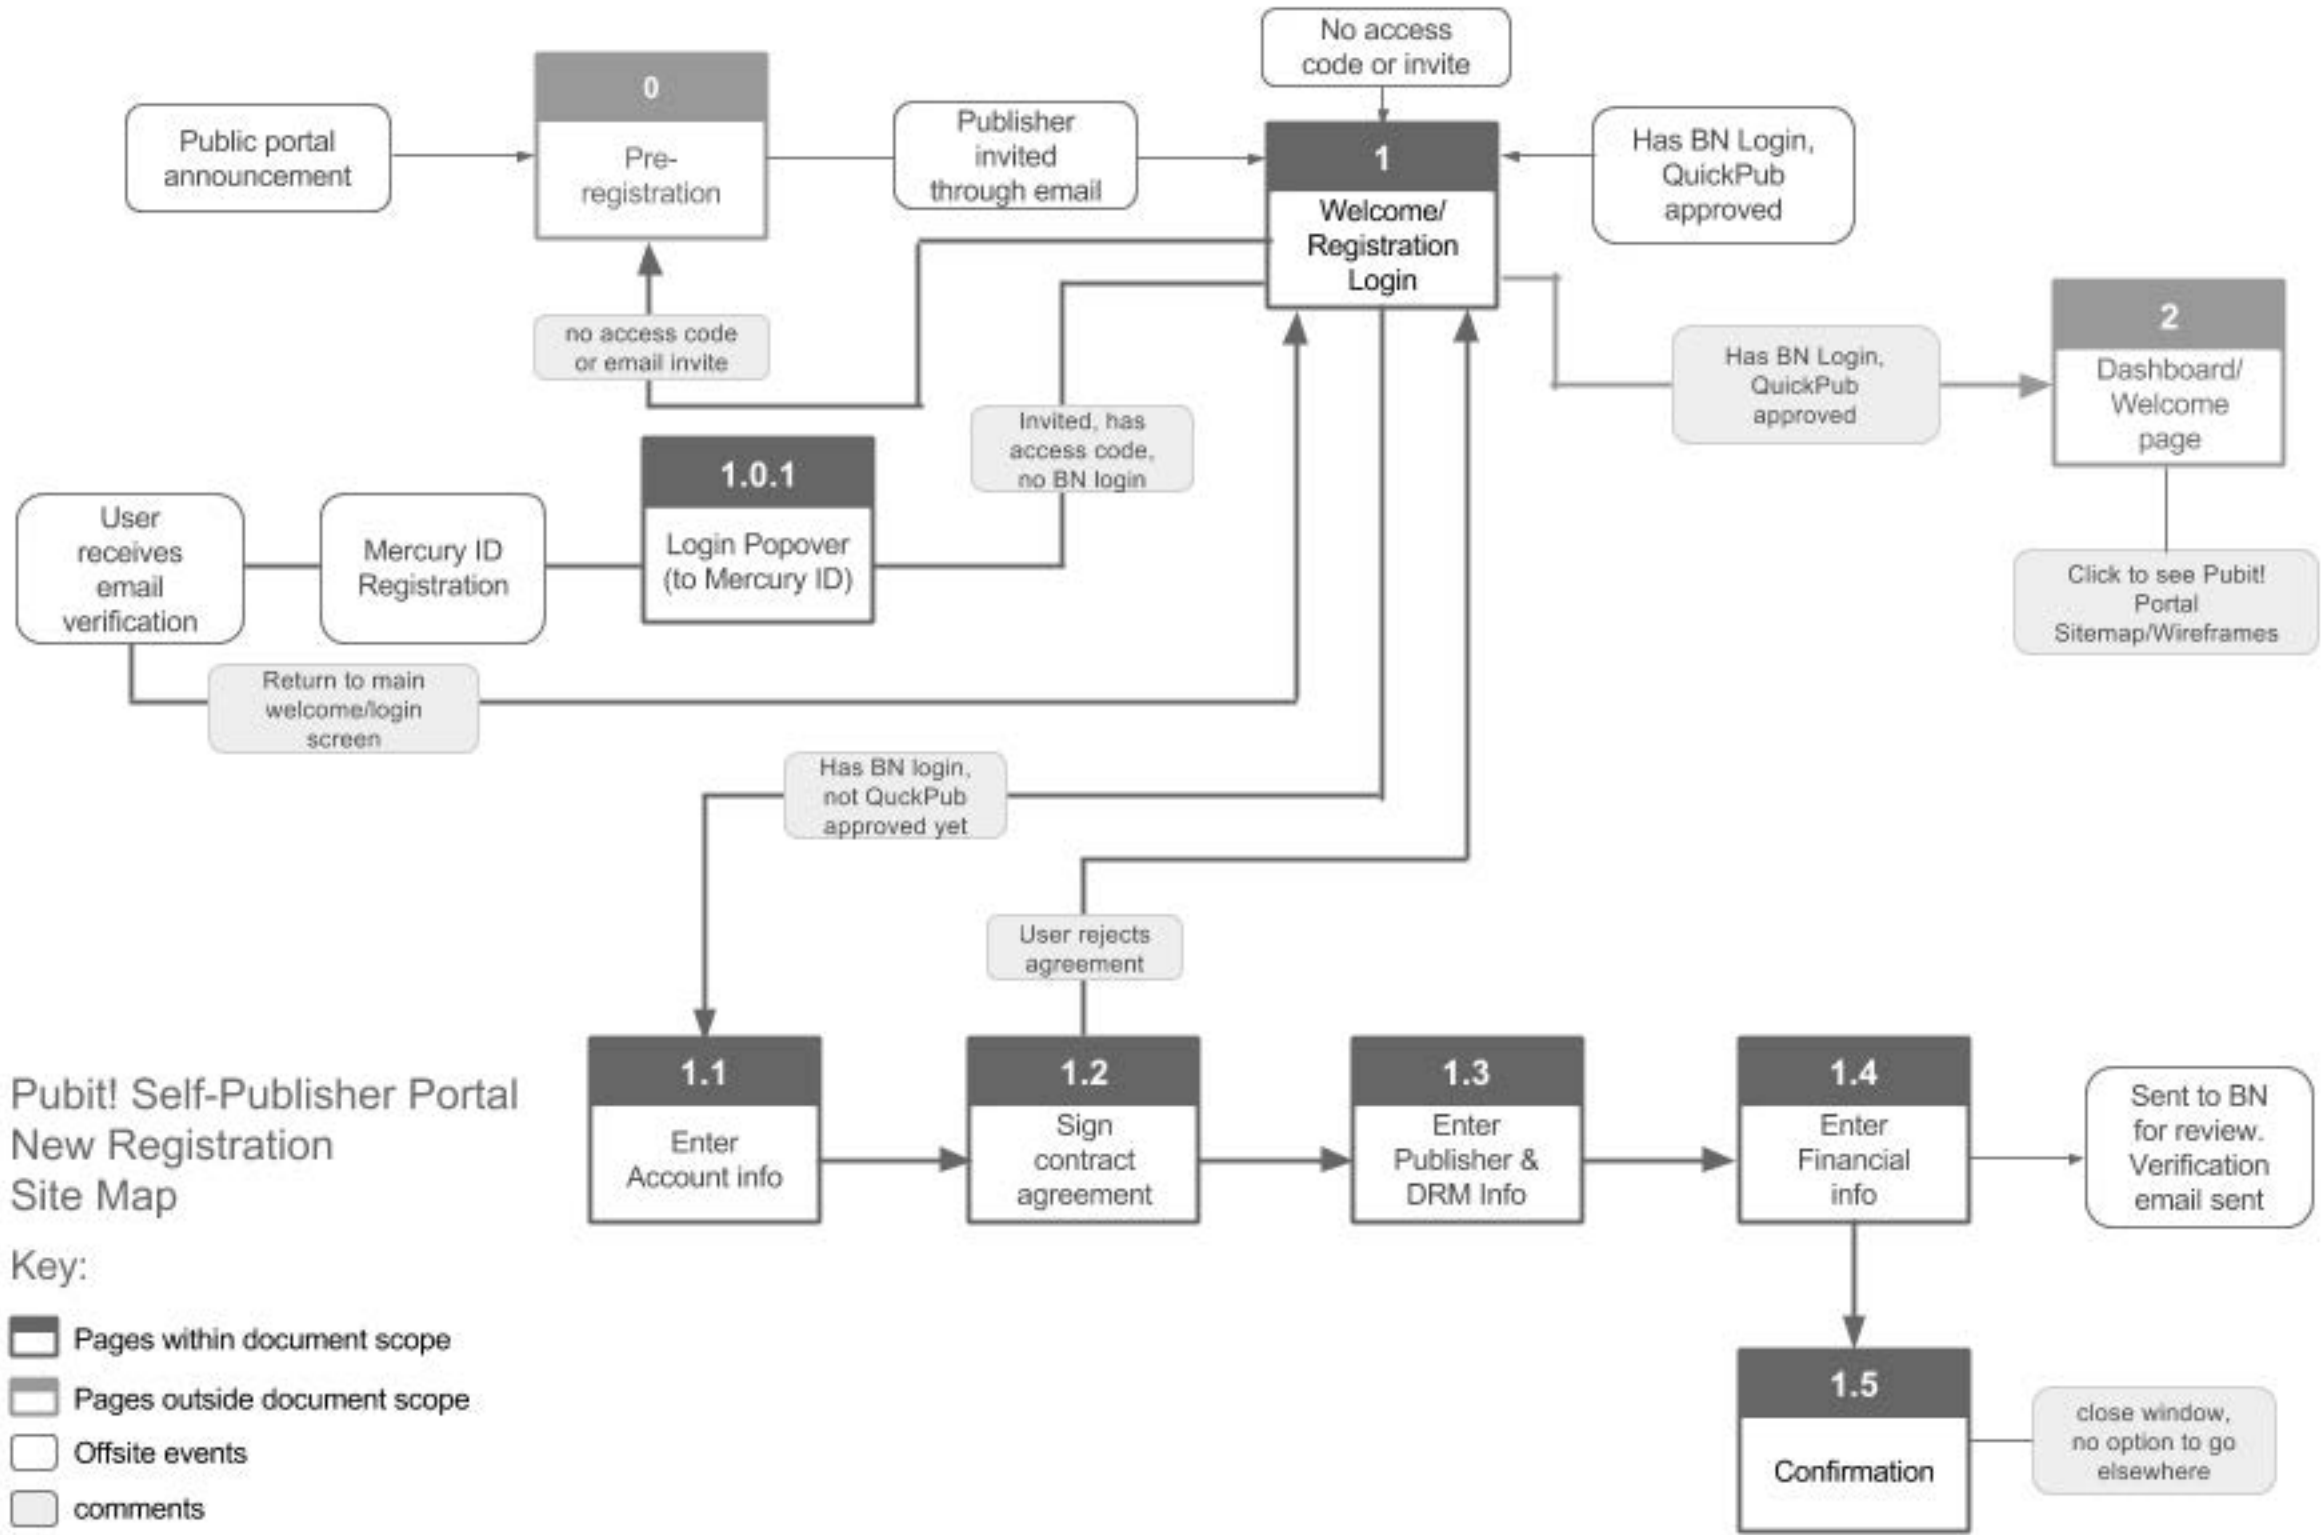 No access
code or invite
0
Pre-
registration
Public portal
announcement
Publisher
invited
through email
1
Welcome/
Registration
Login
Has BN Login,
QuickPub
approved
no access code
or email invite
Has BN Login,
QuickPub
approved
2
Dashboard/
Welcome
page
Invited, has
access code,
no BN login
1.0.1
Login Popover
(to Mercury ID)
Mercury ID
Registration
User
receives
email
verification
Click to see Pubit!
Portal
Sitemap/Wireframes
Return to main
welcome/login
screen
Has BN login,
not QuckPub
approved yet
User rejects
agreement
1.1
Enter
Account info
1.2
Sign
contract
agreement
1.3
Enter
Publisher &
DRM Info
1.4
Enter
Financial
info
Sent to BN
for review.
Verification
email sent
1.5
Confirmation
close window,
no option to go
elsewhere
Pubit! Self-Publisher Portal
New Registration
Site Map
Key:
Pages within document scope
Pages outside document scope
Offsite events
comments